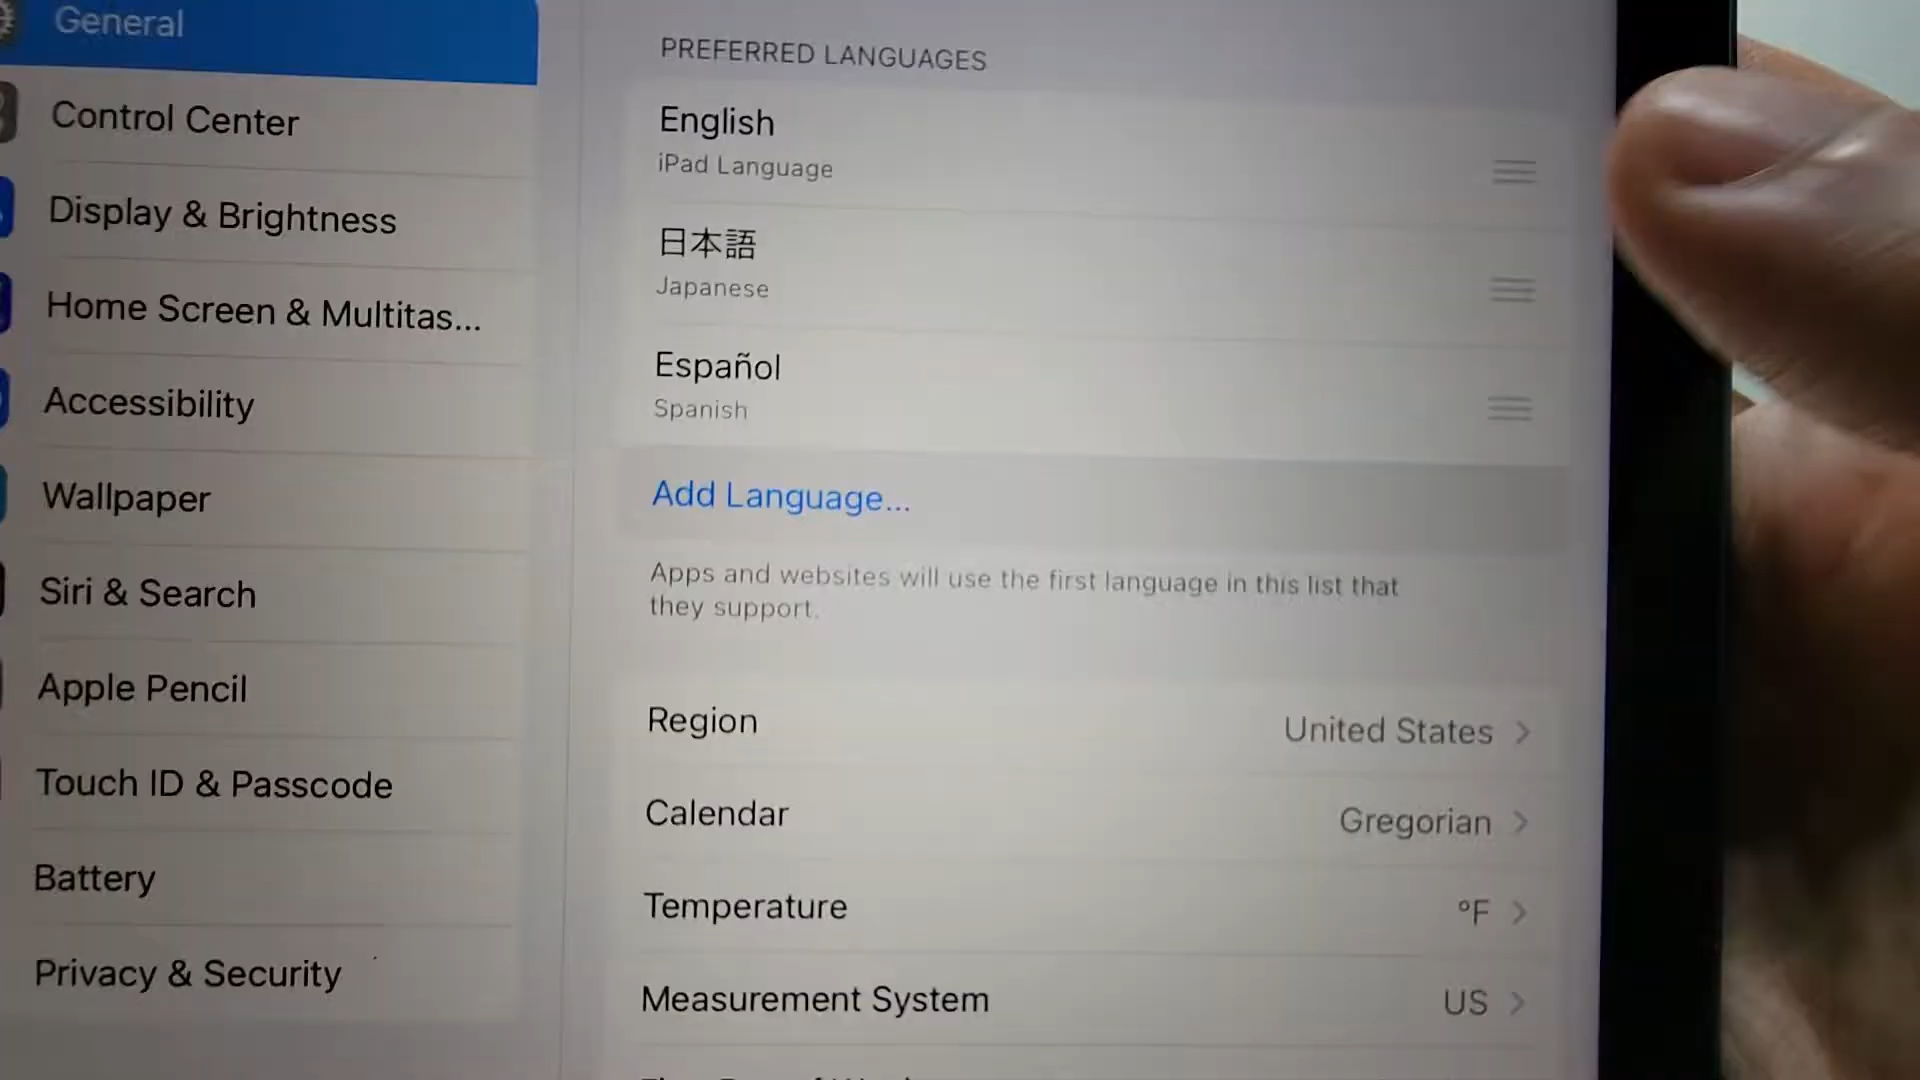 General
Control Center
Display & Brightness
Home Screen & Multitas...
Accessibility
Wallpaper
Siri & Search
Apple Pencil
Touch ID & Passcode
Battery
Privacy & Security
PREFERRED LANGUAGES
English
iPad Language
日本語
Japanese
Español
Spanish
Add Language...
Apps and websites will use the first language in this list that
they support.
Region United States
Calendar Gregorian
Temperature °F
Measurement System US